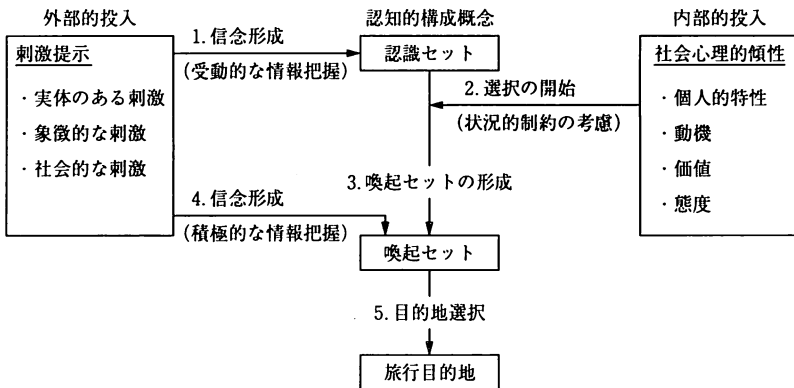 外部的投入
認知的構成概念
内部的投入
刺激提示
・実体のある刺激
・象徴的な刺激
・社会的な刺激
1.信念形成
(受動的な情報把握)
認識セット
2.選択の開始
(状況的制約の考慮)
社会心理的傾性
・個人的特性
・動機
・価値
・態度
3.喚起セットの形成
4.信念形成
(積極的な情報把握)
喚起セット
5.目的地選択
旅行目的地